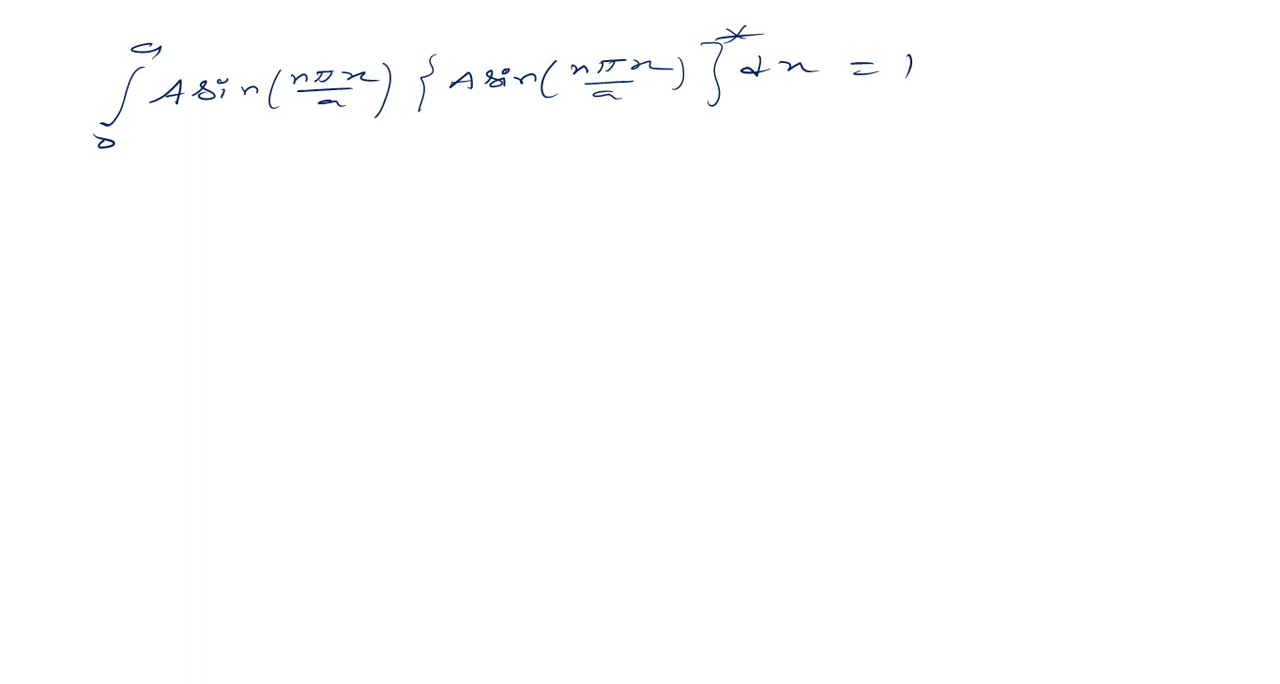 ∫₀ᵃ A sin(nπx/a) {A sin(nπx/a)}* dx = 1